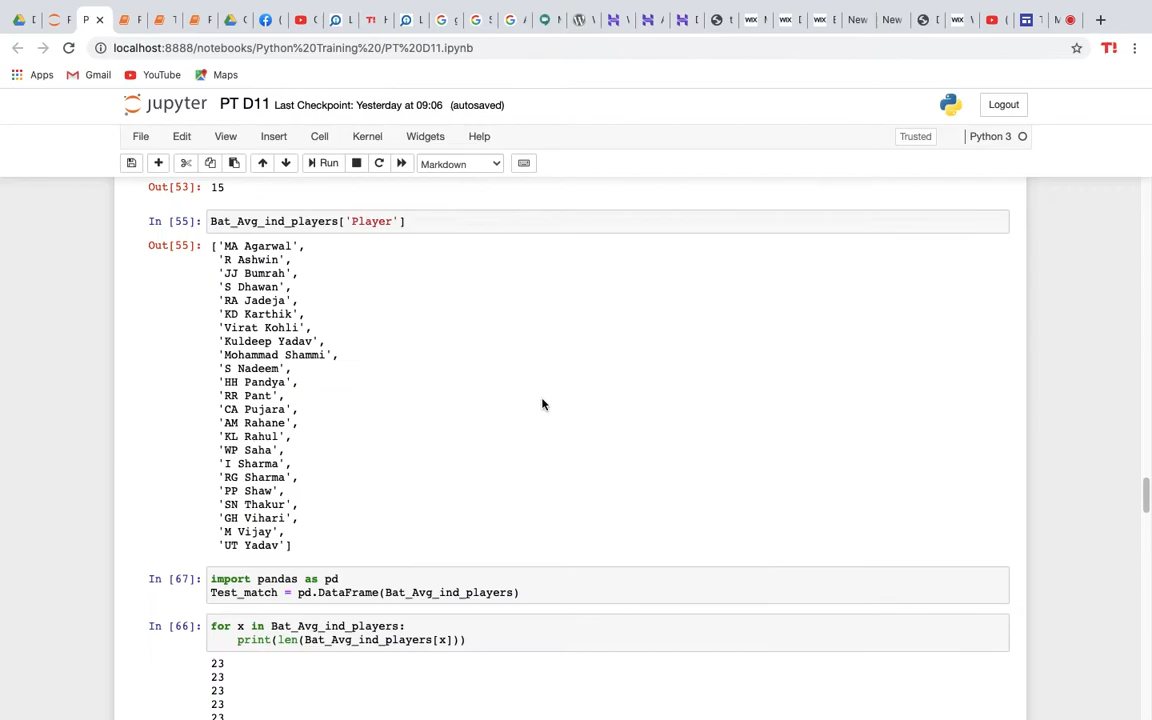 localhost:8888/notebooks/Python%20Training%20/PT%20D11.ipynb
Apps Gmail YouTube Maps
jupyter PT D11 Last Checkpoint: Yesterday at 09:06 (autosaved) Logout
File Edit View Insert Cell Kernel Widgets Help Trusted Python 3
Run Markdown
Out[53]: 15
In [55]: Bat_Avg_ind_players['Player']
Out[55]: ['MA Agarwal',
'R Ashwin',
'JJ Bumrah',
'S Dhawan',
'RA Jadeja',
'KD Karthik',
'Virat Kohli',
'Kuldeep Yadav',
'Mohammad Shammi',
'S Nadeem',
'HH Pandya',
'RR Pant',
'CA Pujara',
'AM Rahane',
'KL Rahul',
'WP Saha',
'I Sharma',
'RG Sharma',
'PP Shaw',
'SN Thakur',
'GH Vihari',
'M Vijay',
'UT Yadav']
In [67]: import pandas as pd
Test_match = pd.DataFrame(Bat_Avg_ind_players)
In [66]: for x in Bat_Avg_ind_players:
print(len(Bat_Avg_ind_players[x]))
23
23
23
23
23